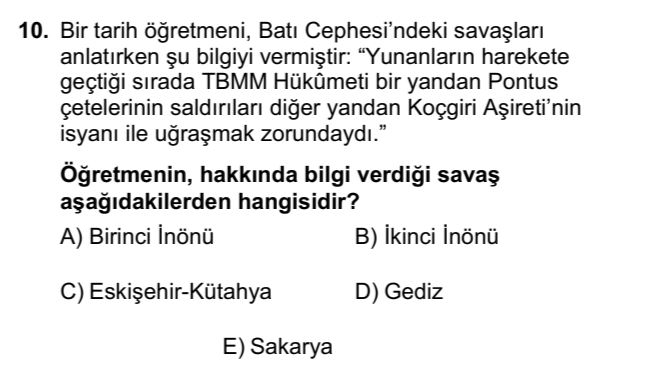 10. Bir tarih öğretmeni, Batı Cephesi’ndeki savaşları
anlatırken şu bilgiyi vermiştir: “Yunanların harekete
geçtiği sırada TBMM Hükûmeti bir yandan Pontus
çetelerinin saldırıları diğer yandan Koçgiri Aşireti’nin
isyanı ile uğraşmak zorundaydı.”
Öğretmenin, hakkında bilgi verdiği savaş
aşağıdakilerden hangisidir?
A) Birinci İnönü B) İkinci İnönü
C) Eskişehir-Kütahya D) Gediz
E) Sakarya